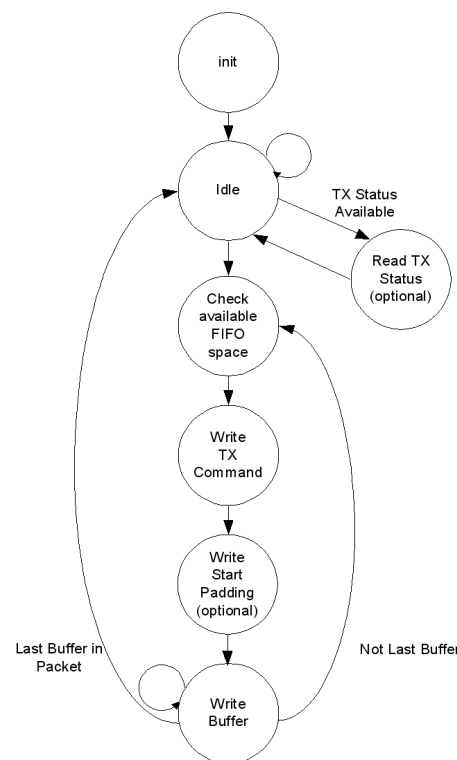 init
Idle
TX Status
Available
Read TX
Status
(optional)
Check
available
FIFO
space
Write
TX
Command
Write
Start
Padding
(optional)
Last Buffer in
Packet
Not Last Buffer
Write
Buffer